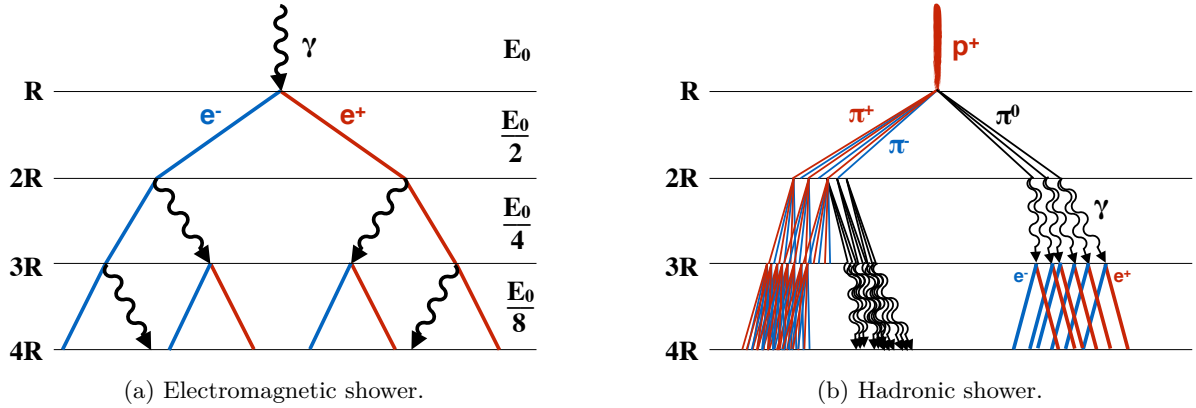 γ
E₀
R
e⁻
e⁺
E₀
2
2R
E₀
4
3R
E₀
8
4R
(a) Electromagnetic shower.
p⁺
R
π⁺
π⁻
π⁰
2R
γ
3R
e⁻
e⁺
4R
(b) Hadronic shower.